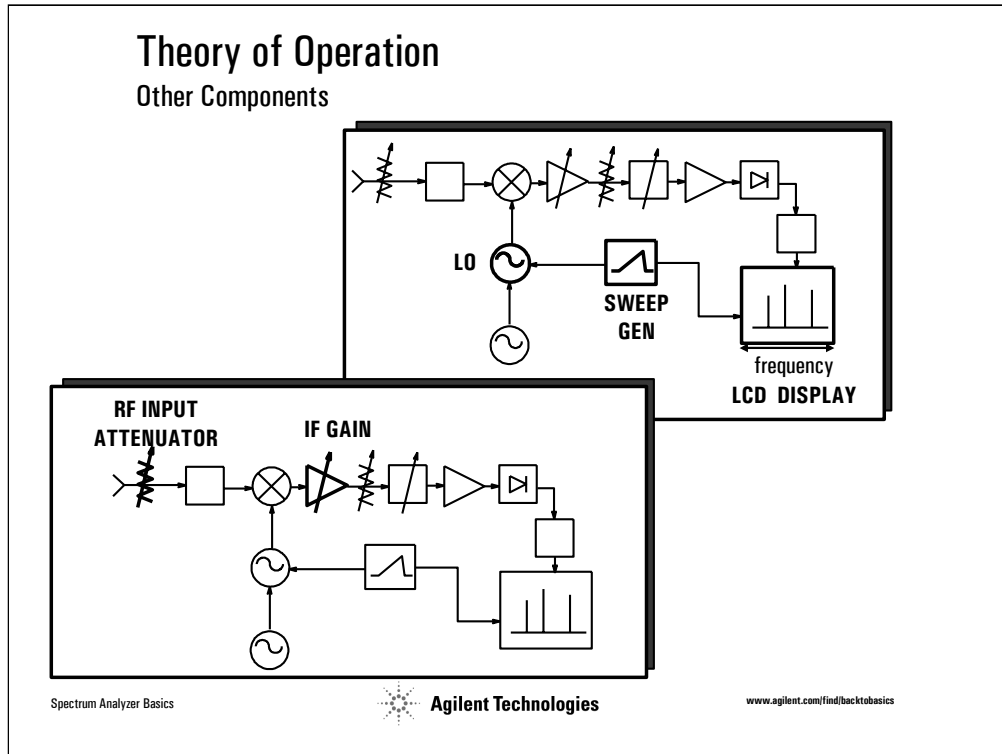 Theory of Operation
Other Components
LO
SWEEP
GEN
frequency
LCD DISPLAY
RF INPUT
ATTENUATOR
IF GAIN
Spectrum Analyzer Basics
Agilent Technologies
www.agilent.com/find/backtobasics